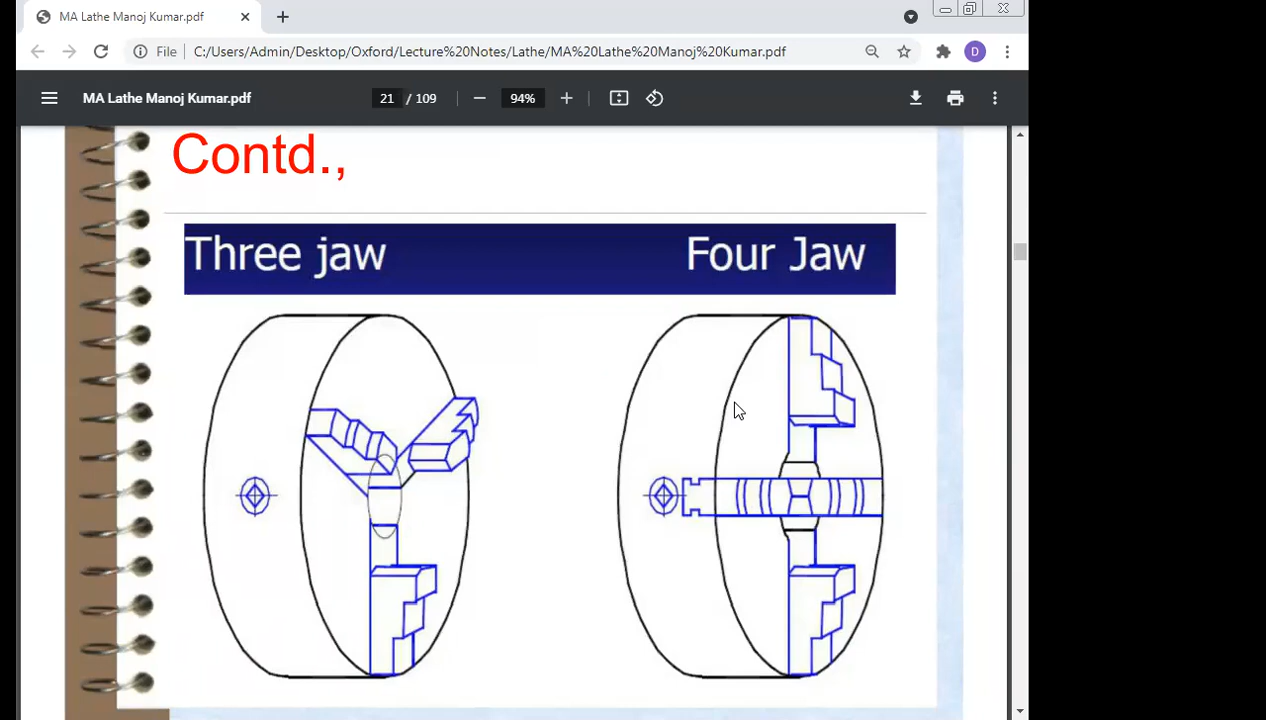 MA Lathe Manoj Kumar.pdf
File C:/Users/Admin/Desktop/Oxford/Lecture%20Notes/Lathe/MA%20Lathe%20Manoj%20Kumar.pdf
D
MA Lathe Manoj Kumar.pdf 21 / 109 94%
Contd.,
Three jaw Four Jaw